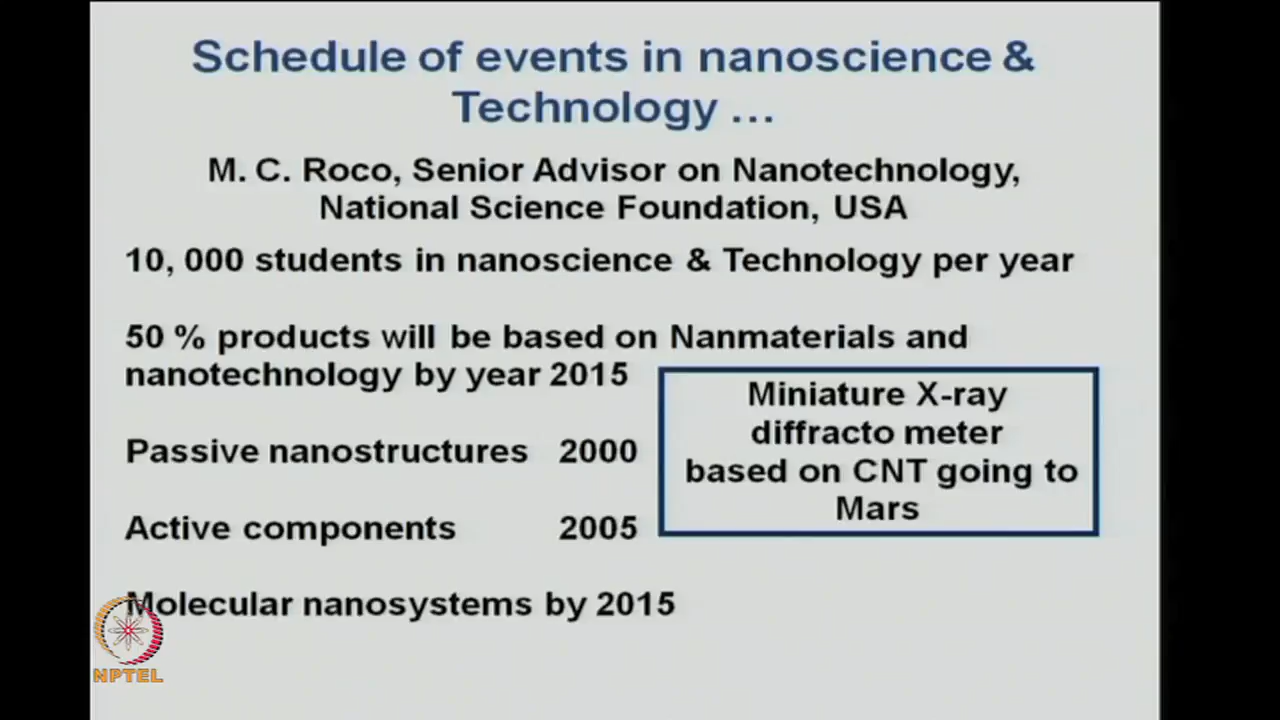 Schedule of events in nanoscience &
Technology ...
M. C. Roco, Senior Advisor on Nanotechnology,
National Science Foundation, USA
10, 000 students in nanoscience & Technology per year
50 % products will be based on Nanmaterials and
nanotechnology by year 2015
Passive nanostructures 2000
Active components 2005
Molecular nanosystems by 2015
Miniature X-ray
diffracto meter
based on CNT going to
Mars
NPTEL